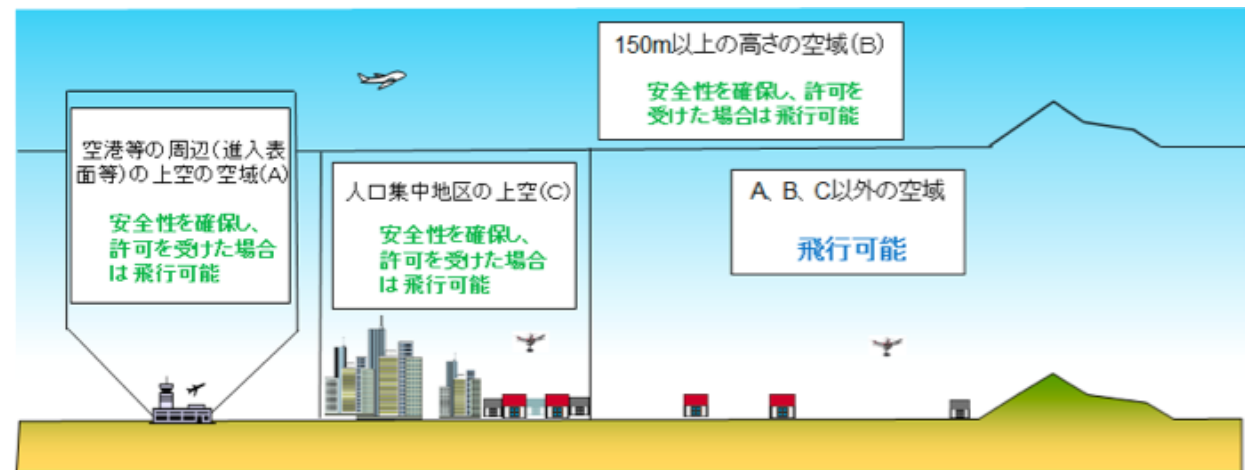 150m以上の高さの空域(B)
安全性を確保し、許可を
受けた場合は飛行可能
空港等の周辺(進入表
面等)の上空の空域(A)
安全性を確保し、
許可を受けた場合
は飛行可能
人口集中地区の上空(C)
安全性を確保し、
許可を受けた場合
は飛行可能
A、B、C以外の空域
飛行可能